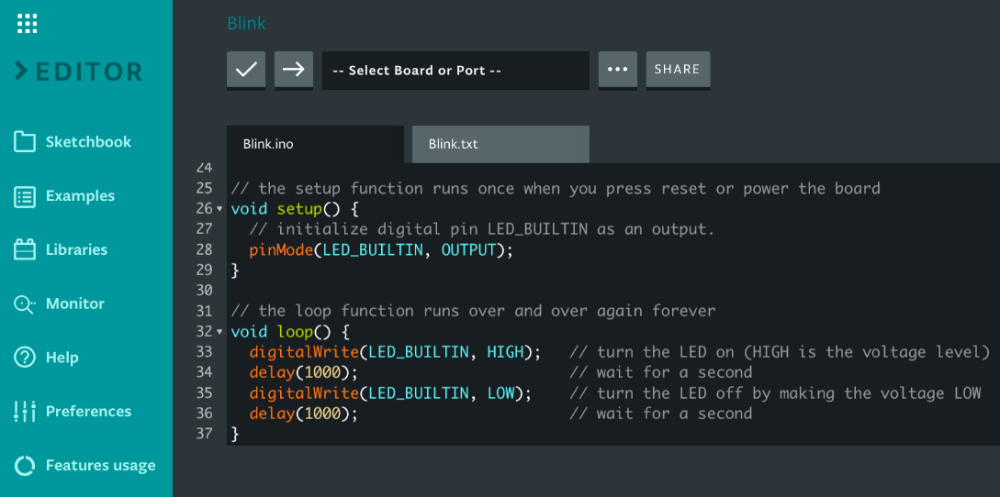 Blink
EDITOR
-- Select Board or Port --
SHARE
Sketchbook
Examples
Libraries
Monitor
Help
Preferences
Features usage
Blink.ino
Blink.txt
24
25 // the setup function runs once when you press reset or power the board
26 void setup() {
27   // initialize digital pin LED_BUILTIN as an output.
28   pinMode(LED_BUILTIN, OUTPUT);
29 }
30
31 // the loop function runs over and over again forever
32 void loop() {
33   digitalWrite(LED_BUILTIN, HIGH);   // turn the LED on (HIGH is the voltage level)
34   delay(1000);                       // wait for a second
35   digitalWrite(LED_BUILTIN, LOW);    // turn the LED off by making the voltage LOW
36   delay(1000);                       // wait for a second
37 }